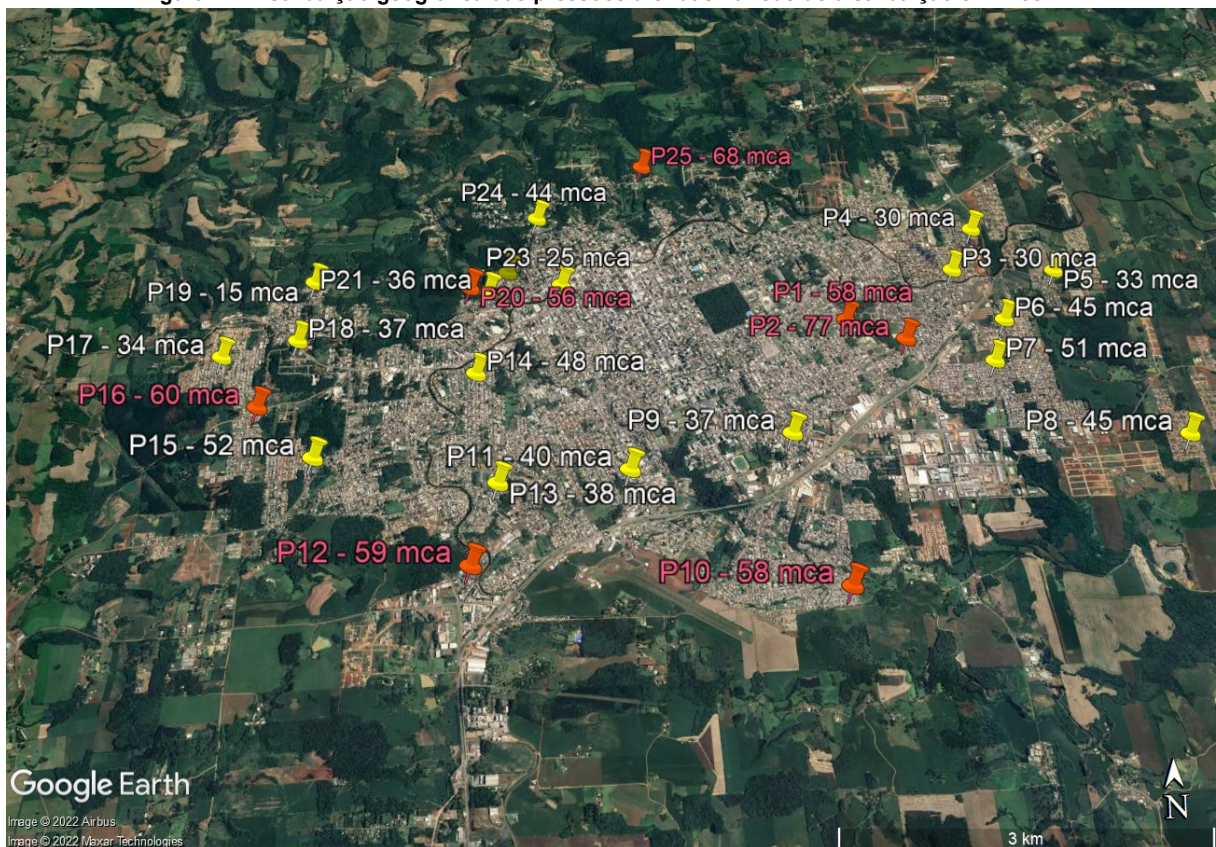 P25 - 68 mca
P24 - 44 mca
P4 - 30 mca
P23 - 25 mca
P3 - 30 mca
P21 - 36 mca
P5 - 33 mca
P19 - 15 mca
P20 - 56 mca
P1 - 58 mca
P6 - 45 mca
P18 - 37 mca
P2 - 77 mca
P17 - 34 mca
P7 - 51 mca
P14 - 48 mca
P16 - 60 mca
P9 - 37 mca
P8 - 45 mca
P15 - 52 mca
P11 - 40 mca
P13 - 38 mca
P12 - 59 mca
P10 - 58 mca
Google Earth
N
Image © 2022 Airbus
Image © 2022 Maxar Technologies
3 km